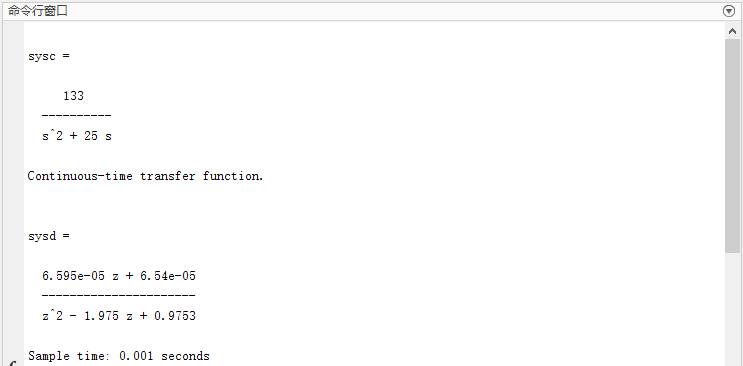 命令行窗口
sysc =
133
----------
s^2 + 25 s
Continuous-time transfer function.
sysd =
6.595e-05 z + 6.54e-05
----------------------
z^2 - 1.975 z + 0.9753
Sample time: 0.001 seconds